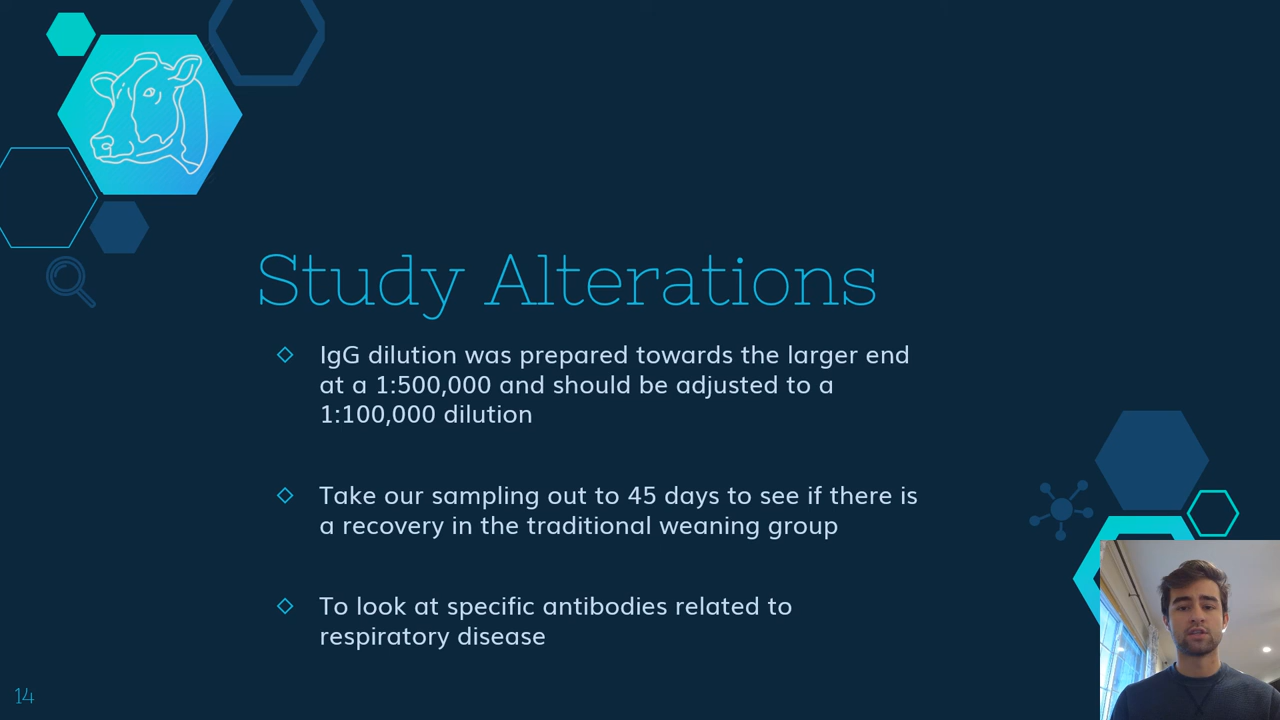 Study Alterations
IgG dilution was prepared towards the larger end
at a 1:500,000 and should be adjusted to a
1:100,000 dilution
Take our sampling out to 45 days to see if there is
a recovery in the traditional weaning group
To look at specific antibodies related to
respiratory disease
14